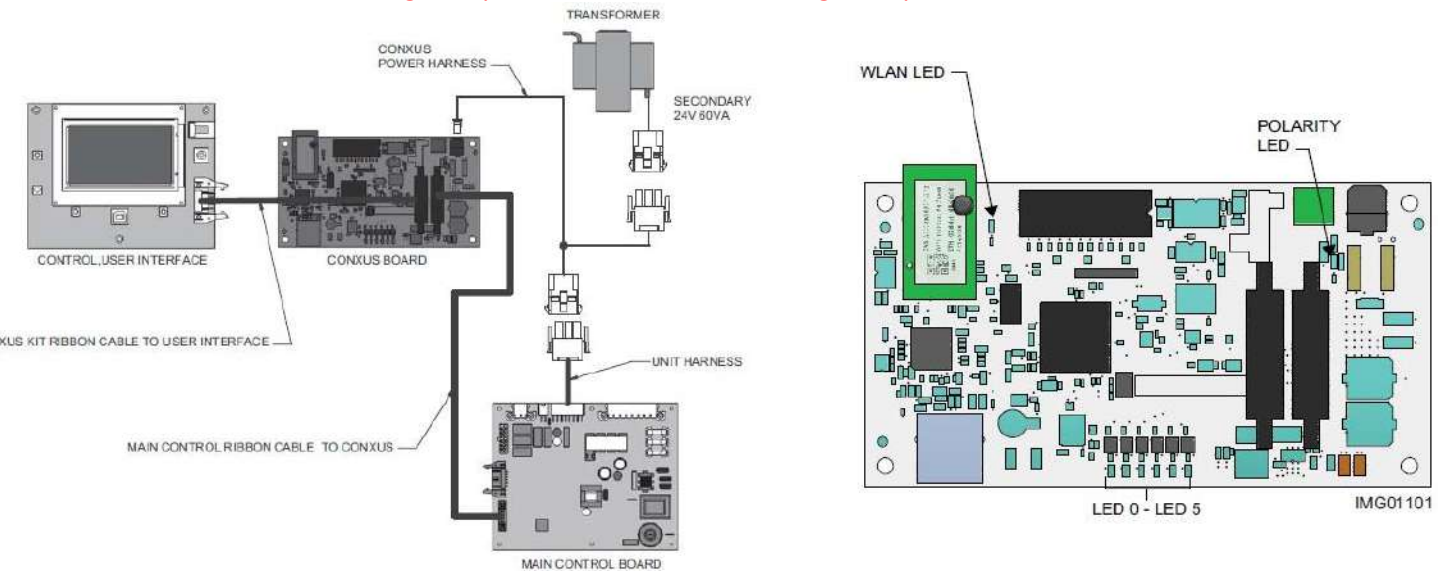 TRANSFORMER
CONXUS
POWER HARNESS
SECONDARY
24V 60VA
CONTROL,USER INTERFACE
CONXUS BOARD
XUS KIT RIBBON CABLE TO USER INTERFACE
UNIT HARNESS
MAIN CONTROL RIBBON CABLE TO CONXUS
MAIN CONTROL BOARD
WLAN LED
POLARITY
LED
LED 0 - LED 5
IMG01101